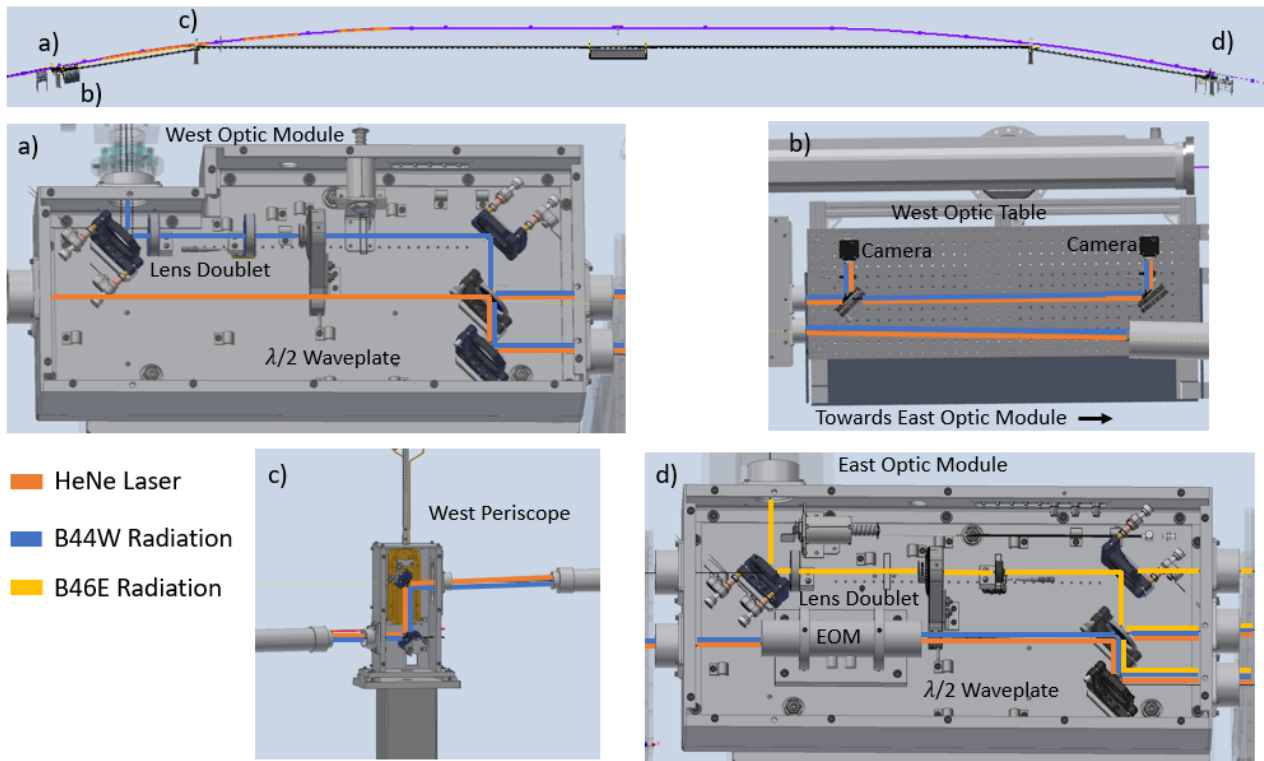 a)
c)
d)
b)
a)
West Optic Module
Lens Doublet
λ/2 Waveplate
b)
West Optic Table
Camera
Camera
Towards East Optic Module
HeNe Laser
B44W Radiation
B46E Radiation
c)
West Periscope
d)
East Optic Module
Lens Doublet
EOM
λ/2 Waveplate